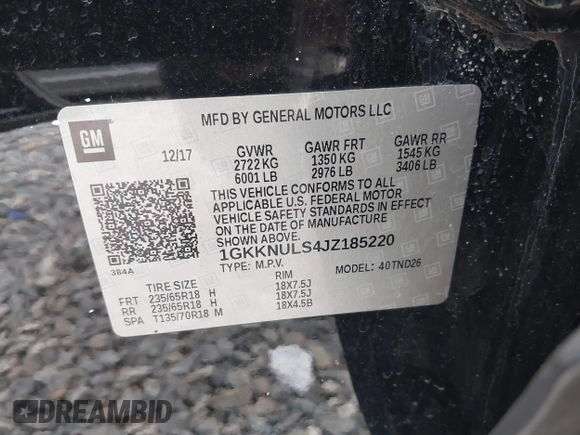 GM
MFD BY GENERAL MOTORS LLC
12/17 GVWR GAWR FRT GAWR RR
2722 KG 1350 KG 1545 KG
6001 LB 2976 LB 3406 LB
THIS VEHICLE CONFORMS TO ALL
APPLICABLE U.S. FEDERAL MOTOR
VEHICLE SAFETY STANDARDS IN EFFECT
ON THE DATE OF MANUFACTURE
SHOWN ABOVE.
1GKKNULS4JZ185220
384A
TYPE: M.P.V. MODEL: 40TND26
TIRE SIZE RIM
FRT 235/65R18 H 18X7.5J
RR 235/65R18 H 18X7.5J
SPA T135/70R18 M 18X4.5B
DREAMBID